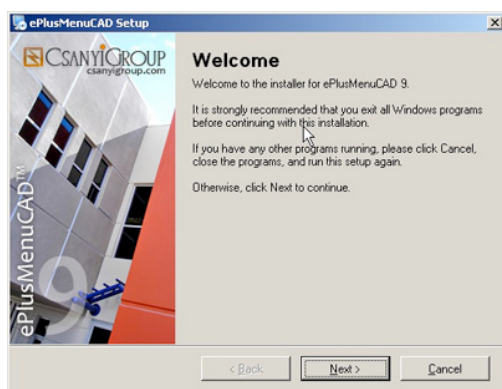 ePlusMenuCAD Setup
CSANYIGROUP
csanyigroup.com
ePlusMenuCAD™
9
Welcome
Welcome to the installer for ePlusMenuCAD 9.
It is strongly recommended that you exit all Windows programs
before continuing with this installation.
If you have any other programs running, please click Cancel,
close the programs, and run this setup again.
Otherwise, click Next to continue.
< Back
Next >
Cancel